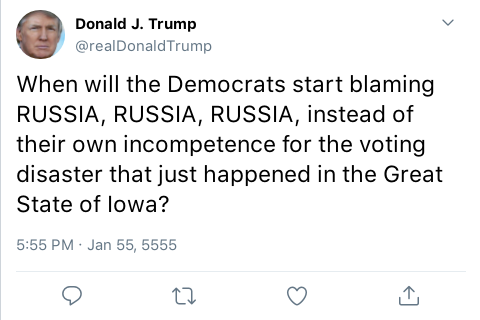 Donald J. Trump
@realDonaldTrump
When will the Democrats start blaming
RUSSIA, RUSSIA, RUSSIA, instead of
their own incompetence for the voting
disaster that just happened in the Great
State of Iowa?
5:55 PM · Jan 55, 5555